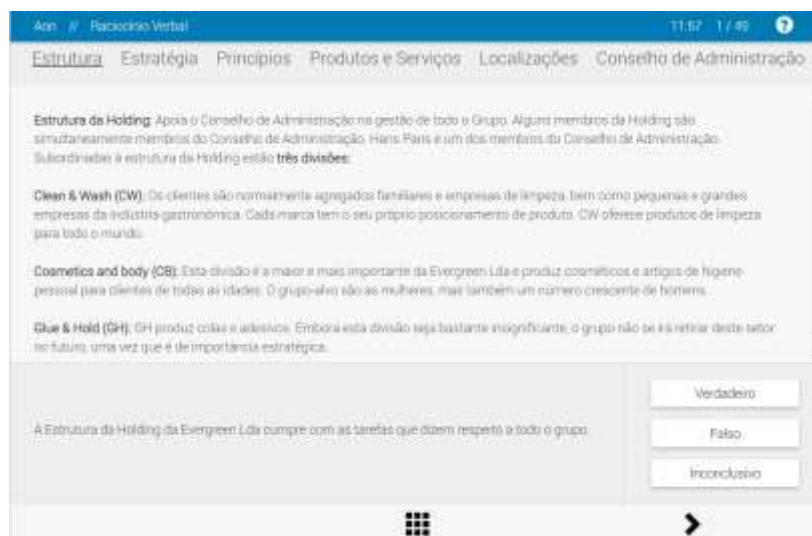 Ann // Raciocínio Verbal 11:57 1 / 49 ?
Estrutura Estratégia Princípios Produtos e Serviços Localizações Conselho de Administração
Estrutura da Holding: Apoia o Conselho de Administração na gestão de todo o Grupo. Alguns membros da Holding são
simultaneamente membros do Conselho de Administração. Hans Paris é um dos membros do Conselho de Administração.
Subordinadas à estrutura da Holding estão três divisões:
Clean & Wash (CW): Os clientes são normalmente agregados familiares e empresas de limpeza, bem como pequenas e grandes
empresas da indústria gastronómica. Cada marca tem o seu próprio posicionamento de produto. CW oferese produtos de limpeza
para todo o mundo.
Cosmetics and body (CB): Esta divisão é a maior e mais importante da Evergreen Lda e produz cosméticos e artigos de higiene
pessoal para clientes de todas as idades. O grupo-alvo são as mulheres, mas também um número crescente de homens.
Glue & Hold (GH): GH produz colas e adesivos. Embora esta divisão seja bastante insignificante, o grupo não se irá retirar deste setor
no futuro, uma vez que é de importância estratégica.
A Estrutura da Holding da Evergreen Lda cumpre com as tarefas que dizem respeito a todo o grupo.
Verdadeiro
Falso
Inconclusivo